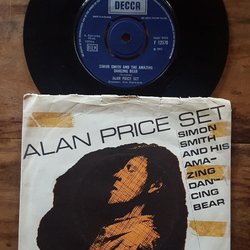 DECCA
SIMON SMITH AND THE AMAZING
DANCING BEAR
ALAN PRICE SET
ALAN PRICE SET
SIMON
SMITH
AND HIS
AMA-
ZING
DAN-
CING
BEAR